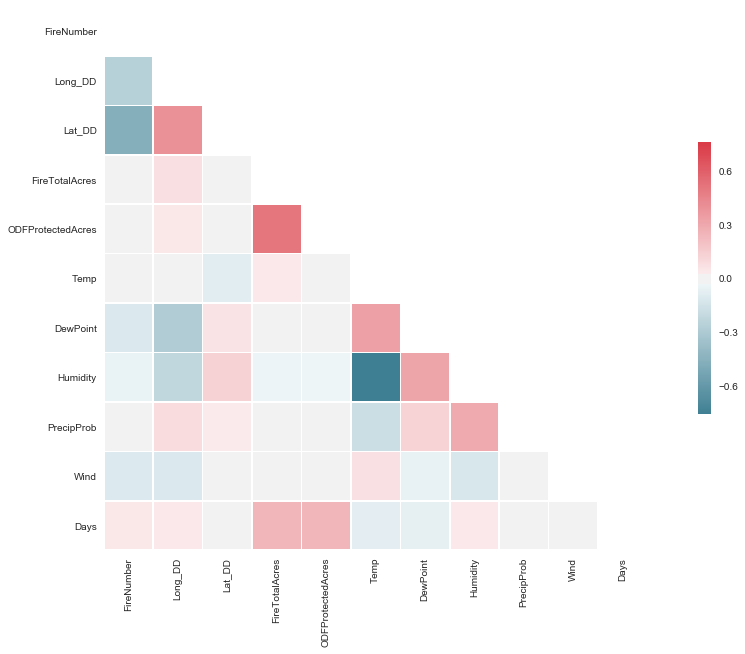 FireNumber
Long_DD
Lat_DD
FireTotalAcres
ODFProtectedAcres
Temp
DewPoint
Humidity
PrecipProb
Wind
Days
FireNumber
Long_DD
Lat_DD
FireTotalAcres
ODFProtectedAcres
Temp
DewPoint
Humidity
PrecipProb
Wind
Days
0.6
0.3
0.0
−0.3
−0.6